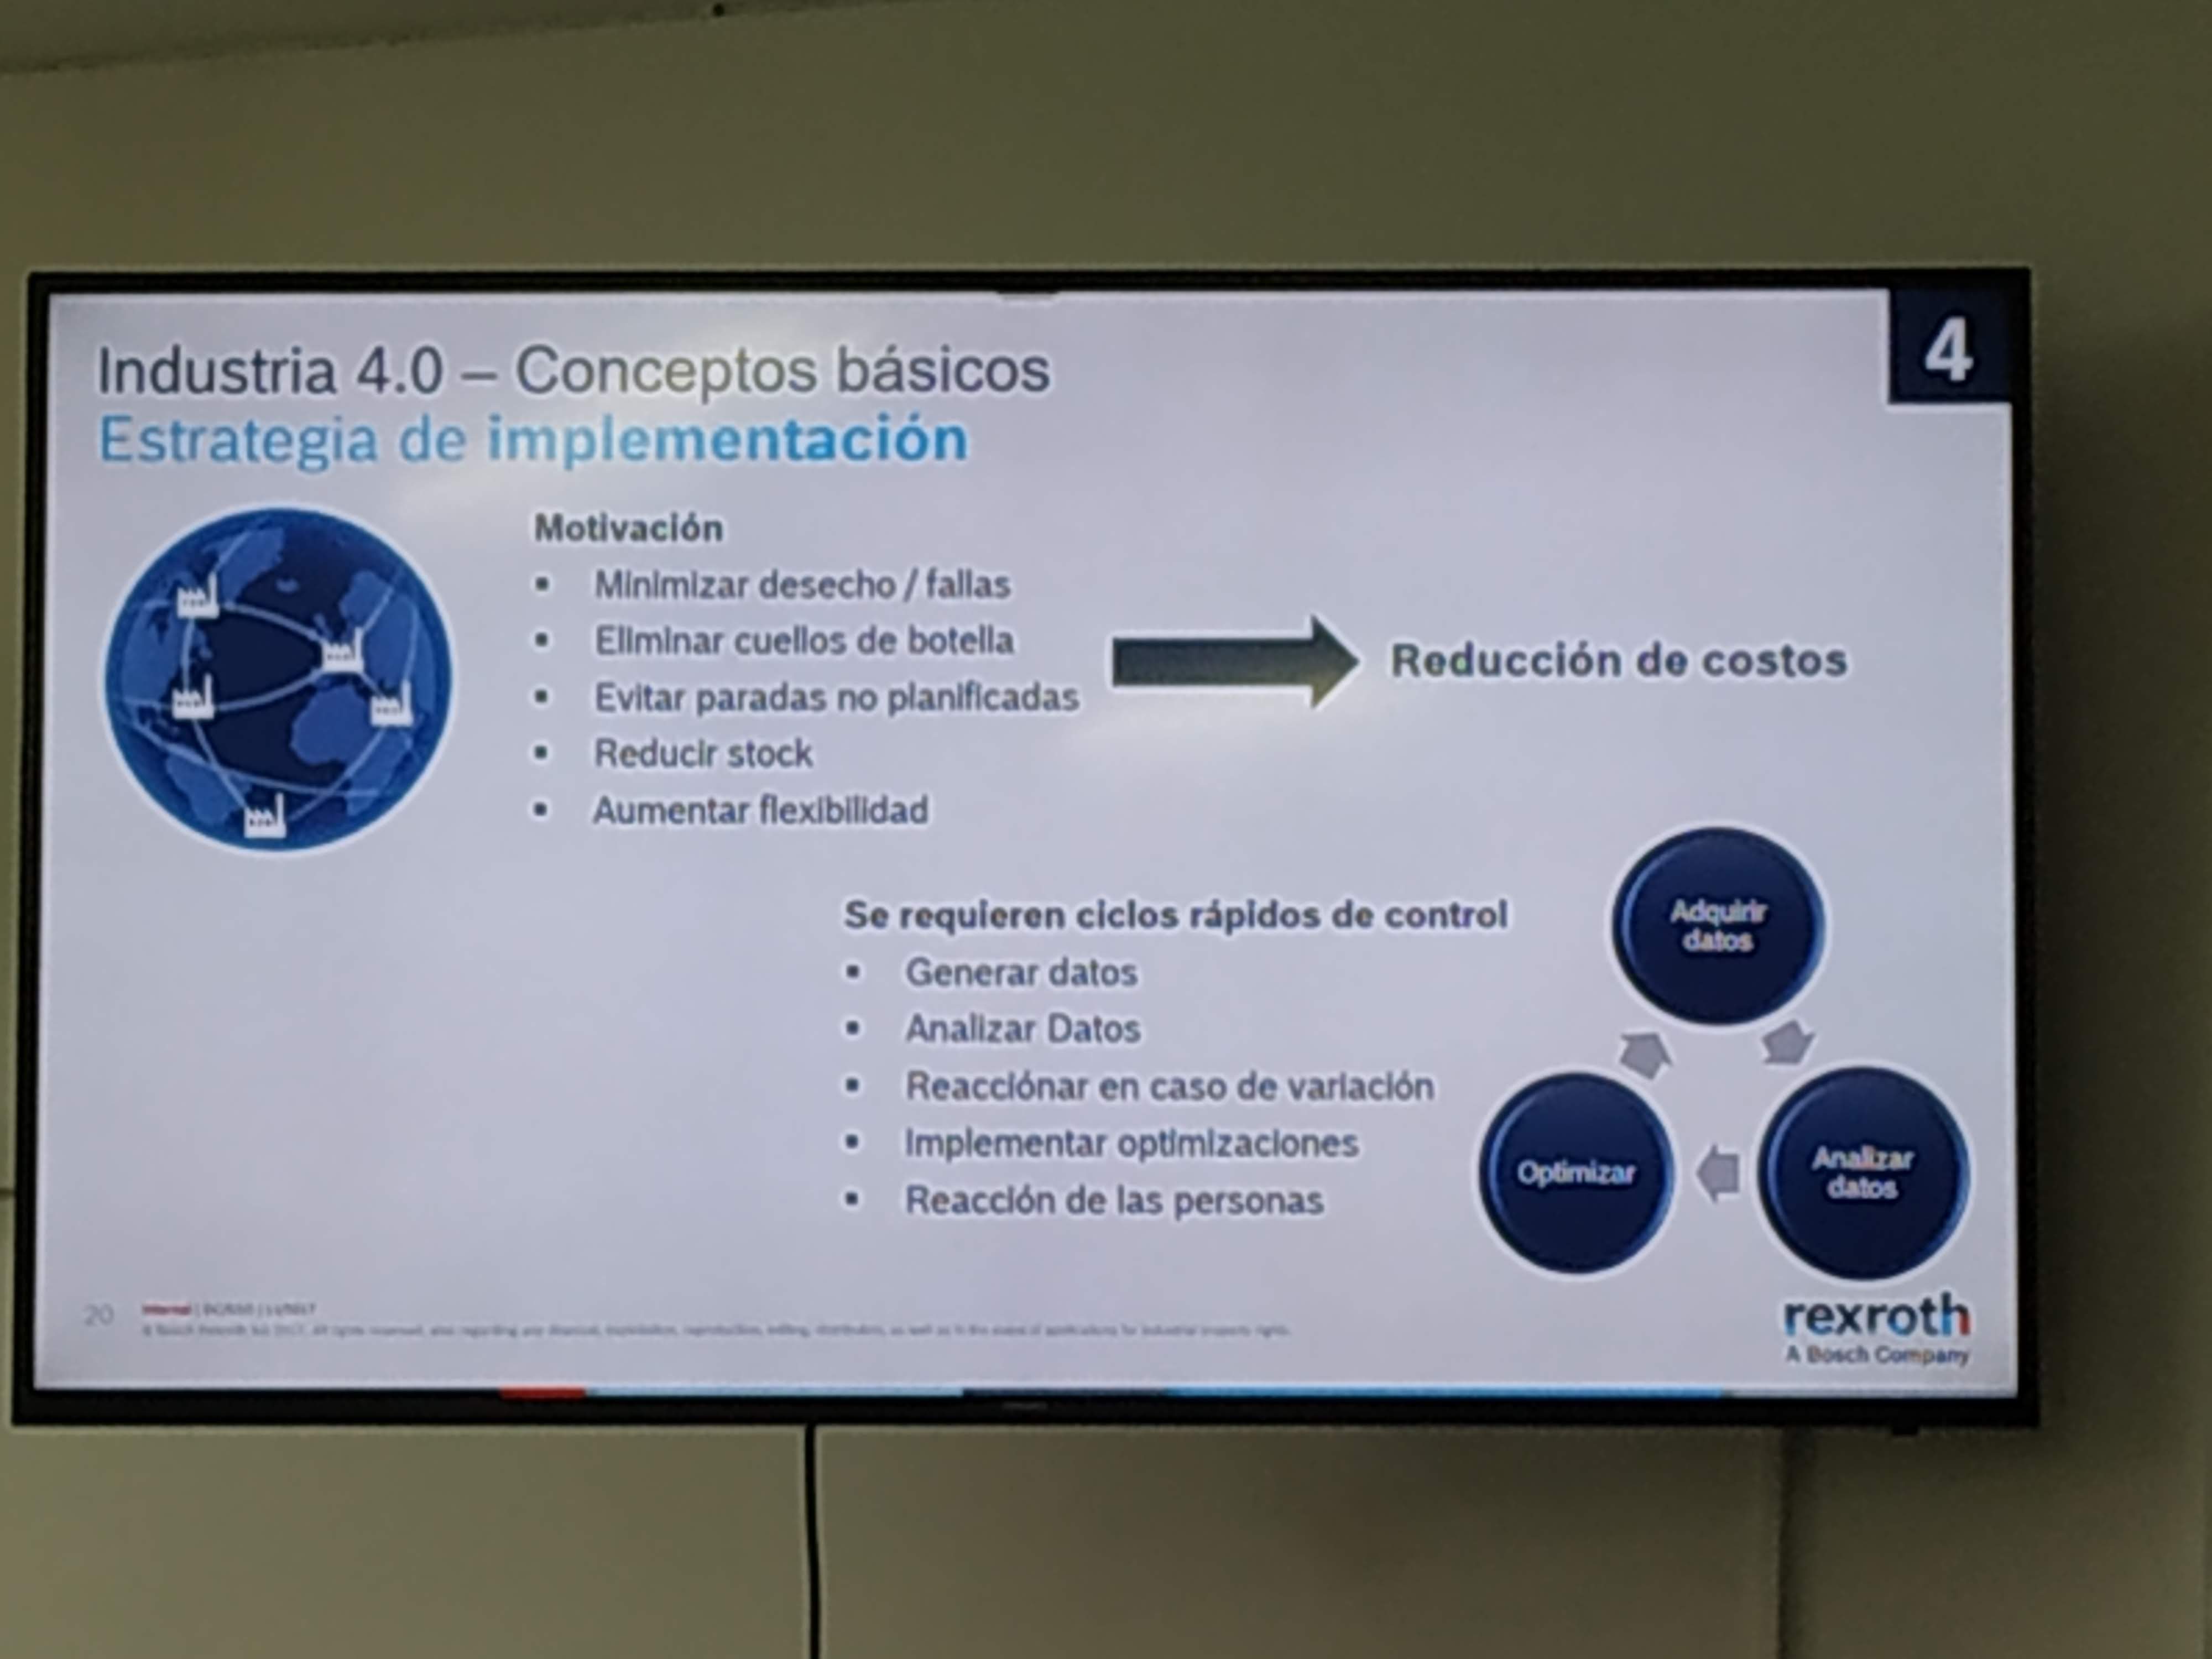 4
Industria 4.0 – Conceptos básicos
Estrategia de implementación
Motivación
▪ Minimizar desecho / fallas
▪ Eliminar cuellos de botella
▪ Evitar paradas no planificadas
▪ Reducir stock
▪ Aumentar flexibilidad
Reducción de costos
Se requieren ciclos rápidos de control
▪ Generar datos
▪ Analizar Datos
▪ Reacciónar en caso de variación
▪ Implementar optimizaciones
▪ Reacción de las personas
Adquirir
datos
Analizar
datos
Optimizar
20
Internal
rexroth
A Bosch Company